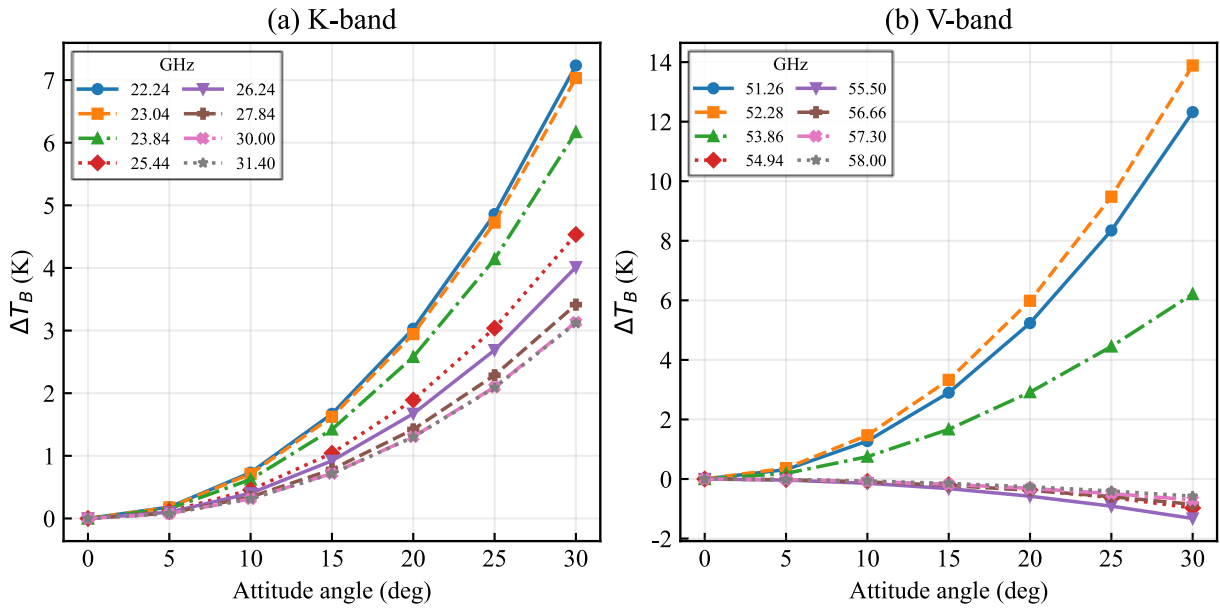 (a) K-band
GHz
22.24 26.24
23.04 27.84
23.84 30.00
25.44 31.40
7
6
5
4
3
2
1
0
ΔT_B (K)
0 5 10 15 20 25 30
Attitude angle (deg)
(b) V-band
GHz
51.26 55.50
52.28 56.66
53.86 57.30
54.94 58.00
14
12
10
8
6
4
2
0
-2
ΔT_B (K)
0 5 10 15 20 25 30
Attitude angle (deg)